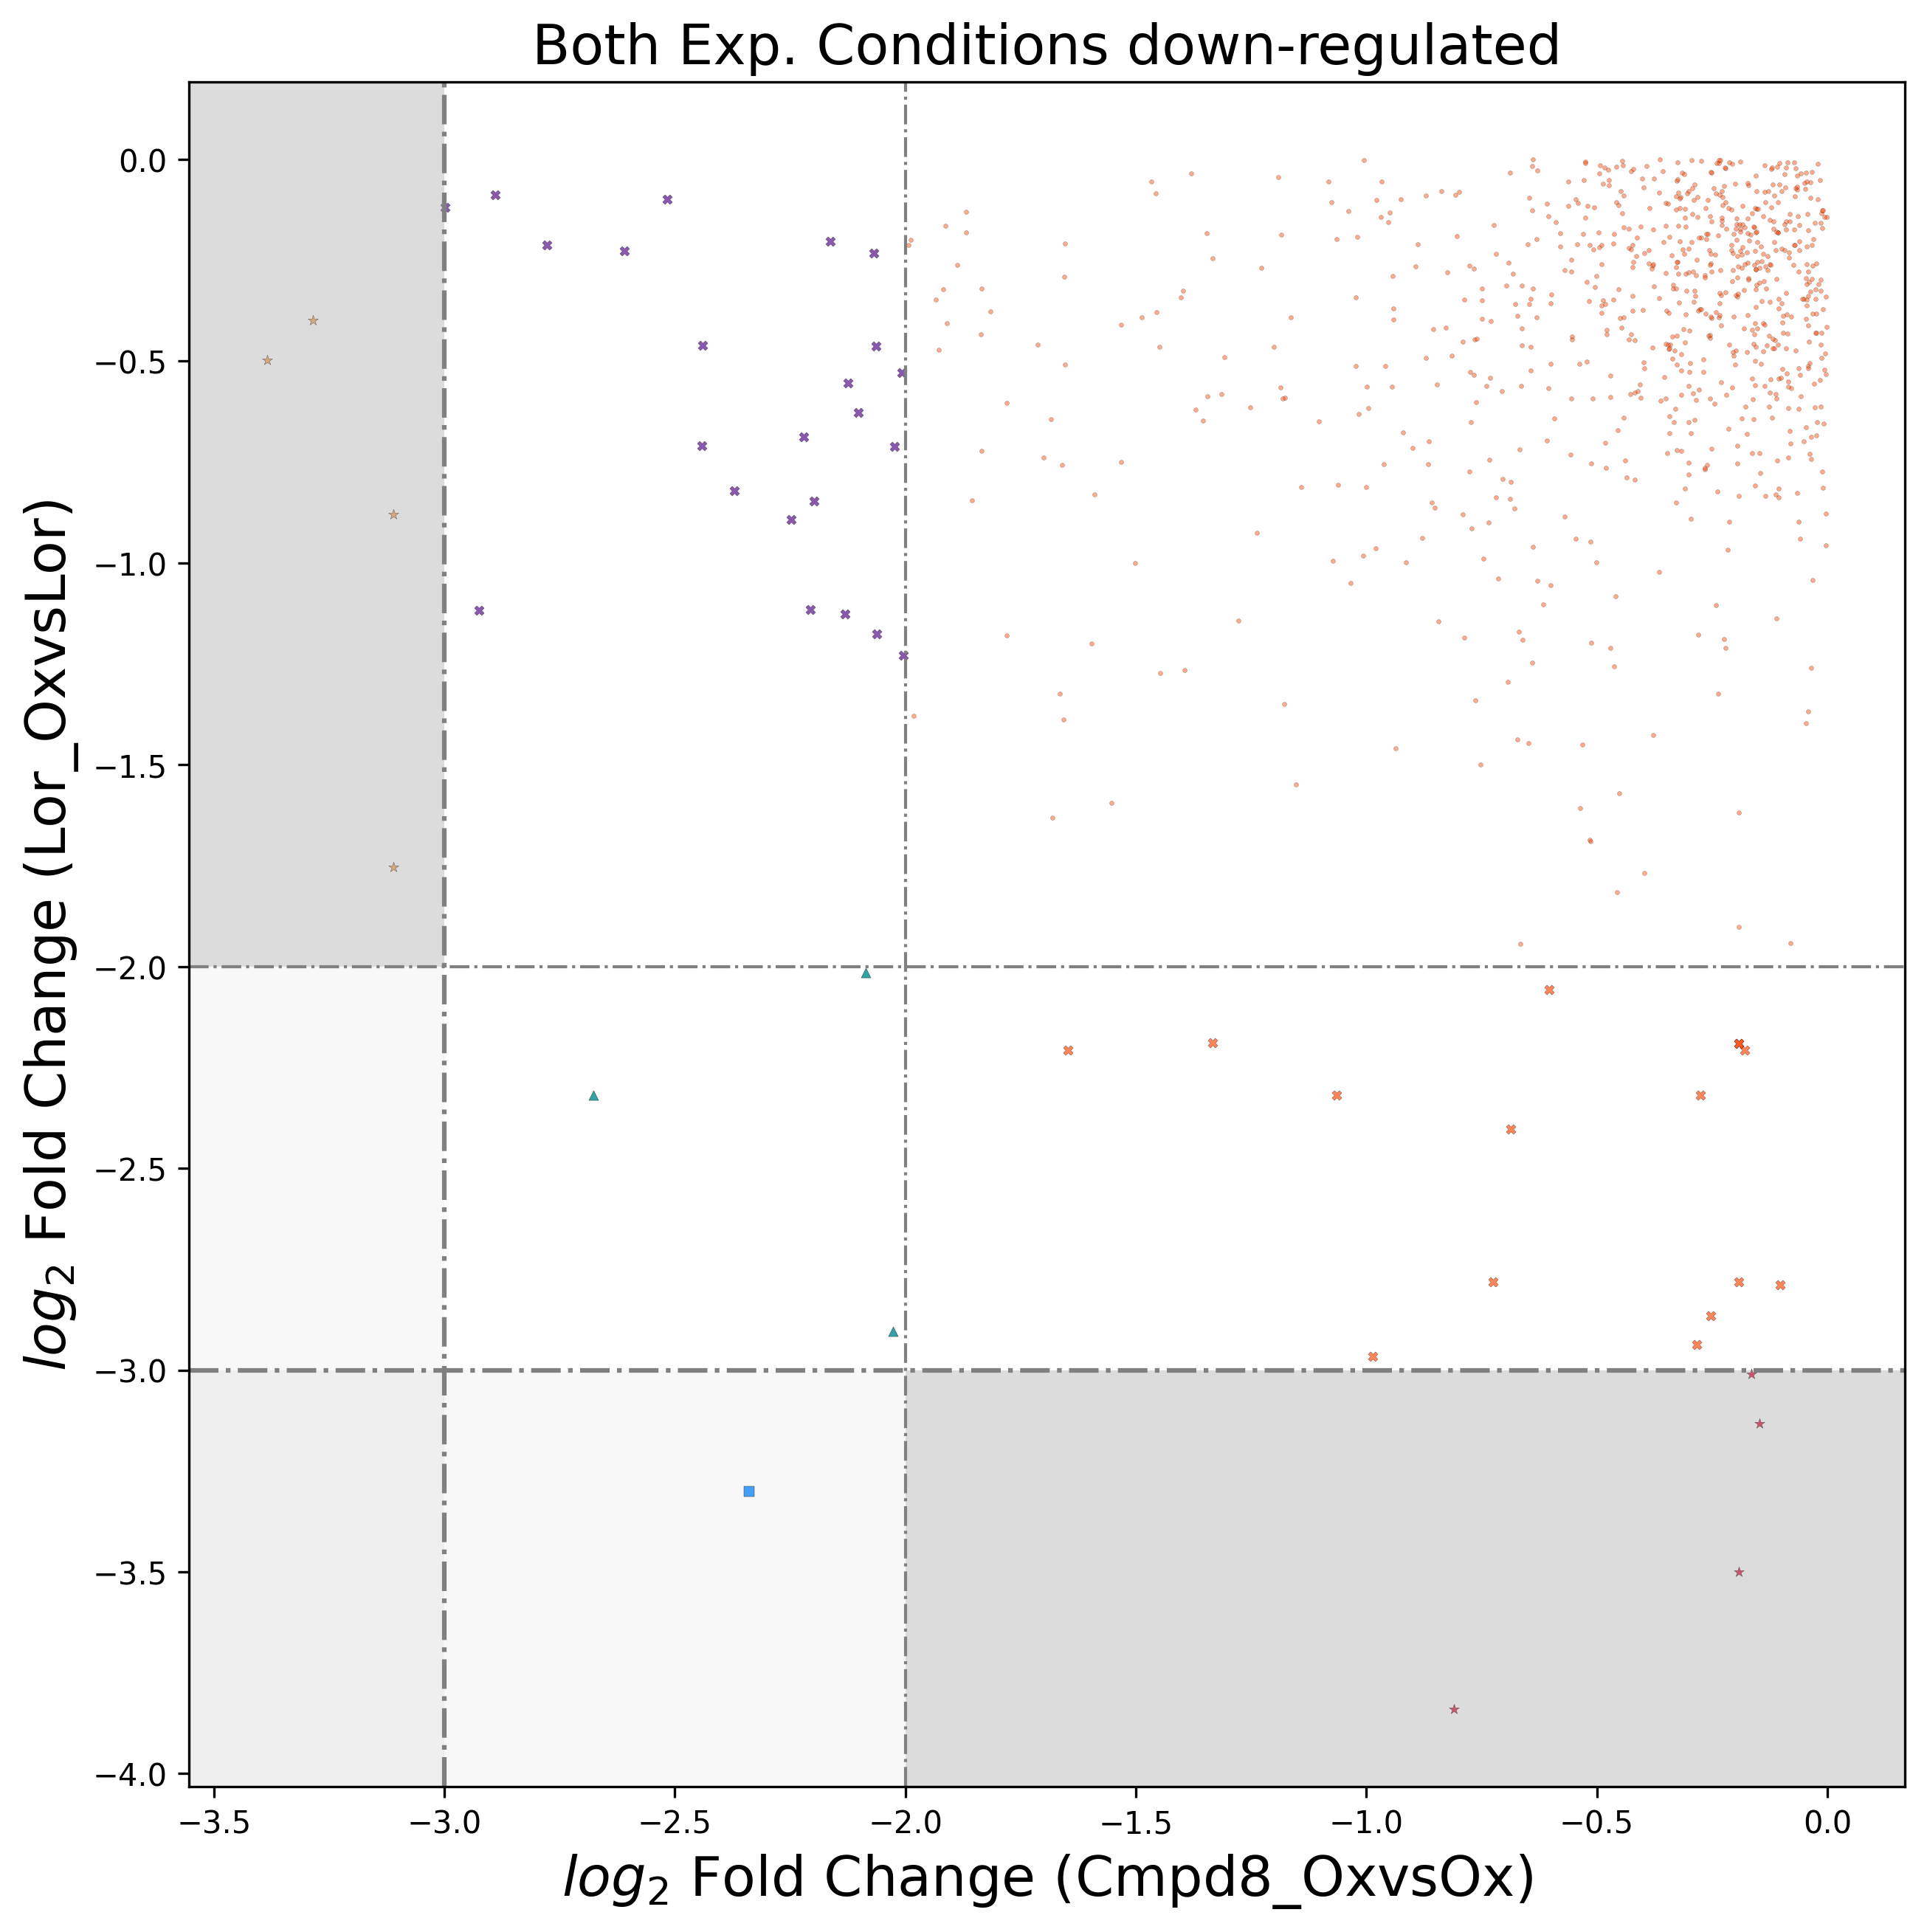 Both Exp. Conditions down-regulated
log2 Fold Change (Lor_OxvsLor)
0.0
−0.5
−1.0
−1.5
−2.0
−2.5
−3.0
−3.5
−4.0
−3.5 −3.0 −2.5 −2.0 −1.5 −1.0 −0.5 0.0
log2 Fold Change (Cmpd8_OxvsOx)